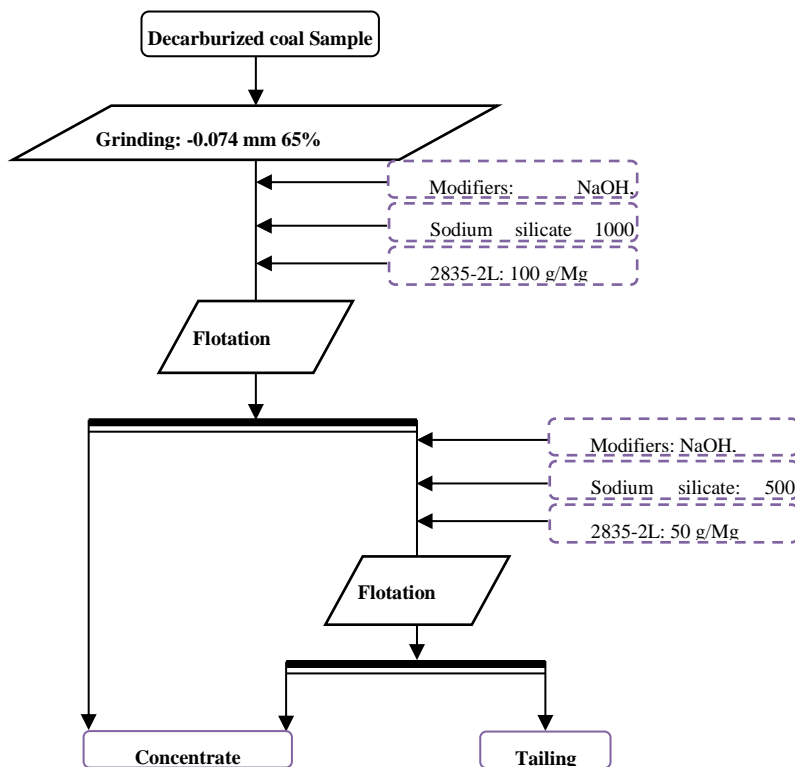 Decarburized coal Sample
Grinding: -0.074 mm 65%
Modifiers: NaOH,
Sodium silicate 1000
2835-2L: 100 g/Mg
Flotation
Modifiers: NaOH,
Sodium silicate: 500
2835-2L: 50 g/Mg
Flotation
Concentrate
Tailing